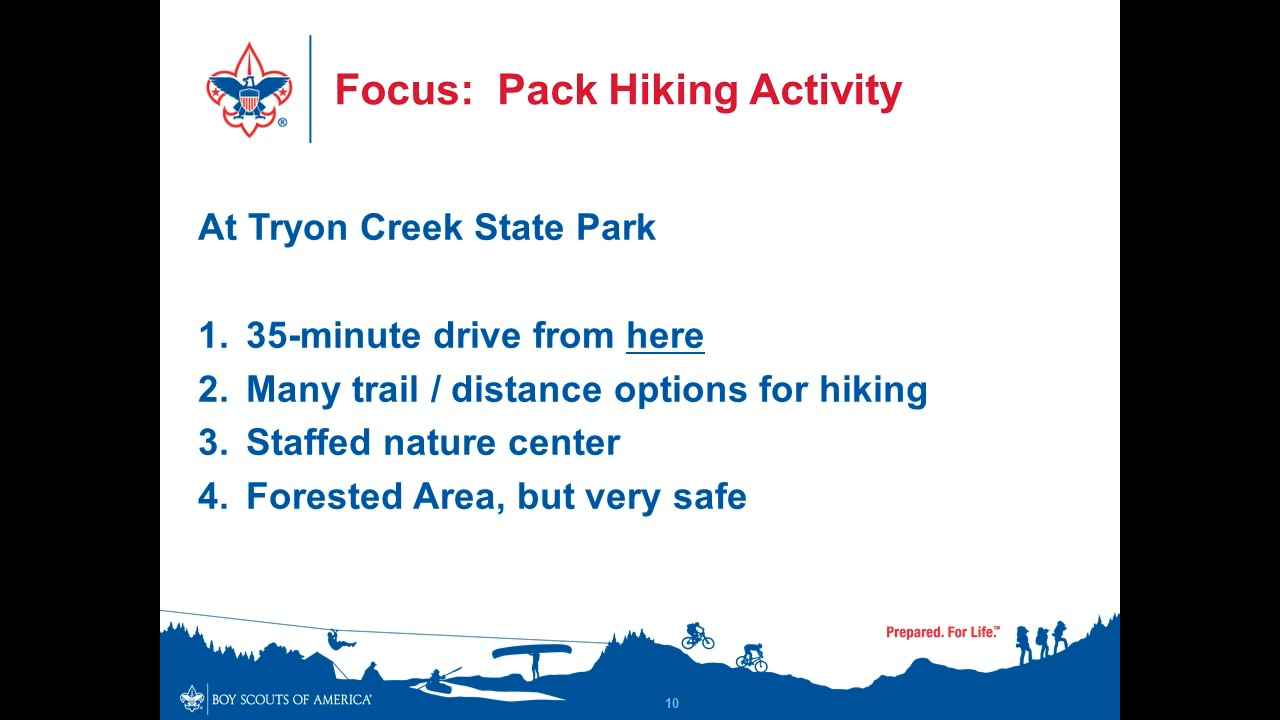 Focus:  Pack Hiking Activity
®
At Tryon Creek State Park
1. 35-minute drive from here
2. Many trail / distance options for hiking
3. Staffed nature center
4. Forested Area, but very safe
Prepared. For Life.™
BOY SCOUTS OF AMERICA®
10